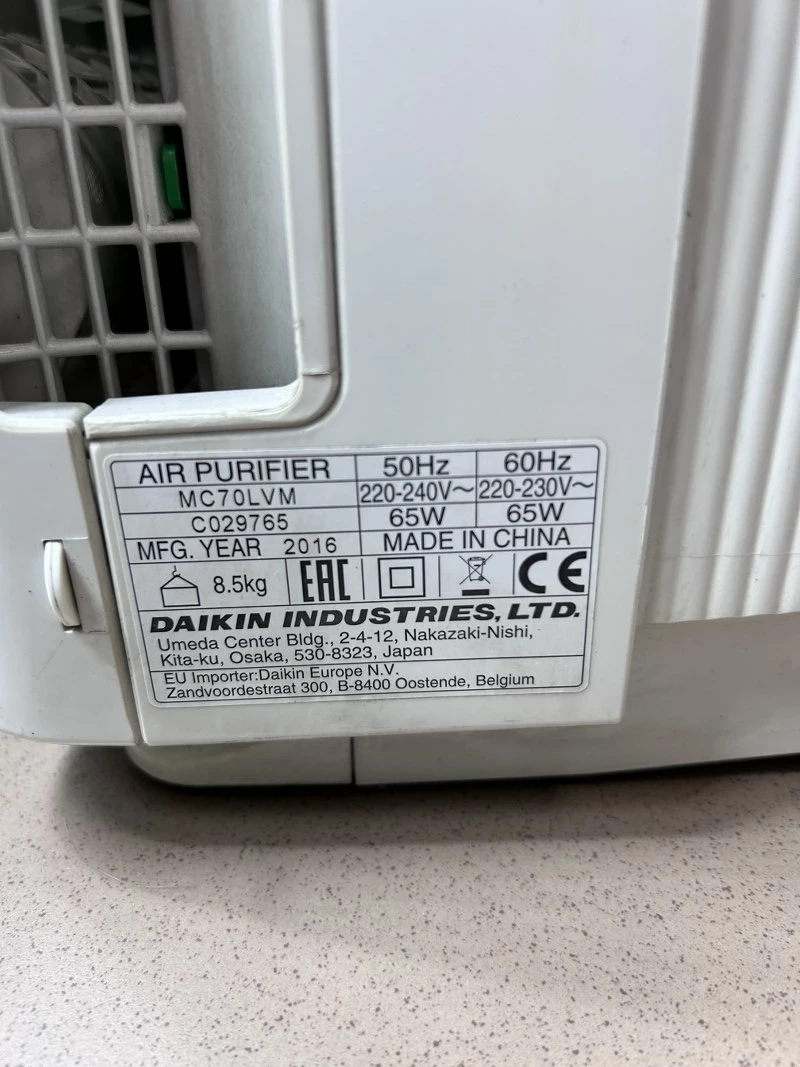 AIR PURIFIER 50Hz 60Hz
MC70LVM 220-240V~ 220-230V~
C029765 65W 65W
MFG. YEAR 2016 MADE IN CHINA
8.5kg EAC CE
DAIKIN INDUSTRIES, LTD.
Umeda Center Bldg., 2-4-12, Nakazaki-Nishi,
Kita-ku, Osaka, 530-8323, Japan
EU Importer:Daikin Europe N.V.
Zandvoordestraat 300, B-8400 Oostende, Belgium